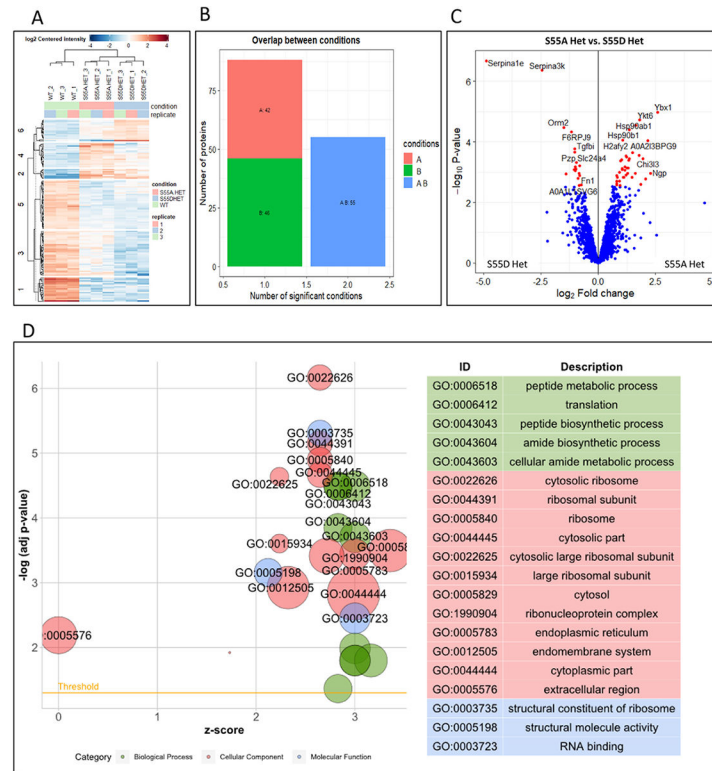 A
log2 Centered Intensity
-4 -2 0 2 4
WT_2
WT_3
WT_1
S55A.HET_3
S55A.HET_2
S55A.HET_1
S55DHET_3
S55DHET_1
S55DHET_2
condition
replicate
6
4
2
5
3
1
condition
S55A.HET
S55DHET
WT
replicate
1
2
3
B
Overlap between conditions
Number of proteins
75
50
25
0
A: 42
A B: 55
0.5 1.0 1.5 2.0 2.5
Number of significant conditions
conditions
A
B
A B
C
S55A Het vs. S55D Het
−log10 P-value
6
4
2
0
Serpina1e
Serpina3k
Ybx1
Ykt6
Orm2
Hsp90ab1
F6RPJ9
Hsp90b1
Tgfbi
H2afy2 A0A2I3BPG9
Pzp Slc24a4
Chi3l3
Fn1
Ngp
S55D Het
S55A Het
-5.0 -2.5 0.0 2.5 5.0
log2 Fold change
D
-log (adj p-value)
6
5
4
3
2
GO:0022626
GO:0003735
GO:0044391
GO:0005840
GO:0044445
GO:0022625
GO:0006518
GO:0006412
GO:0043043
GO:0043604
GO:0043603
GO:0015934
GO:0058
GO:1990904
GO:0005783
GO:0005198
GO:0012505
GO:0044444
GO:0003723
:0005576
Threshold
0 1 2 3
z-score
Category Biological Process Cellular Component Molecular Function
ID Description
GO:0006518 peptide metabolic process
GO:0006412 translation
GO:0043043 peptide biosynthetic process
GO:0043604 amide biosynthetic process
GO:0043603 cellular amide metabolic process
GO:0022626 cytosolic ribosome
GO:0044391 ribosomal subunit
GO:0005840 ribosome
GO:0044445 cytosolic part
GO:0022625 cytosolic large ribosomal subunit
GO:0015934 large ribosomal subunit
GO:0005829 cytosol
GO:1990904 ribonucleoprotein complex
GO:0005783 endoplasmic reticulum
GO:0012505 endomembrane system
GO:0044444 cytoplasmic part
GO:0005576 extracellular region
GO:0003735 structural constituent of ribosome
GO:0005198 structural molecule activity
GO:0003723 RNA binding